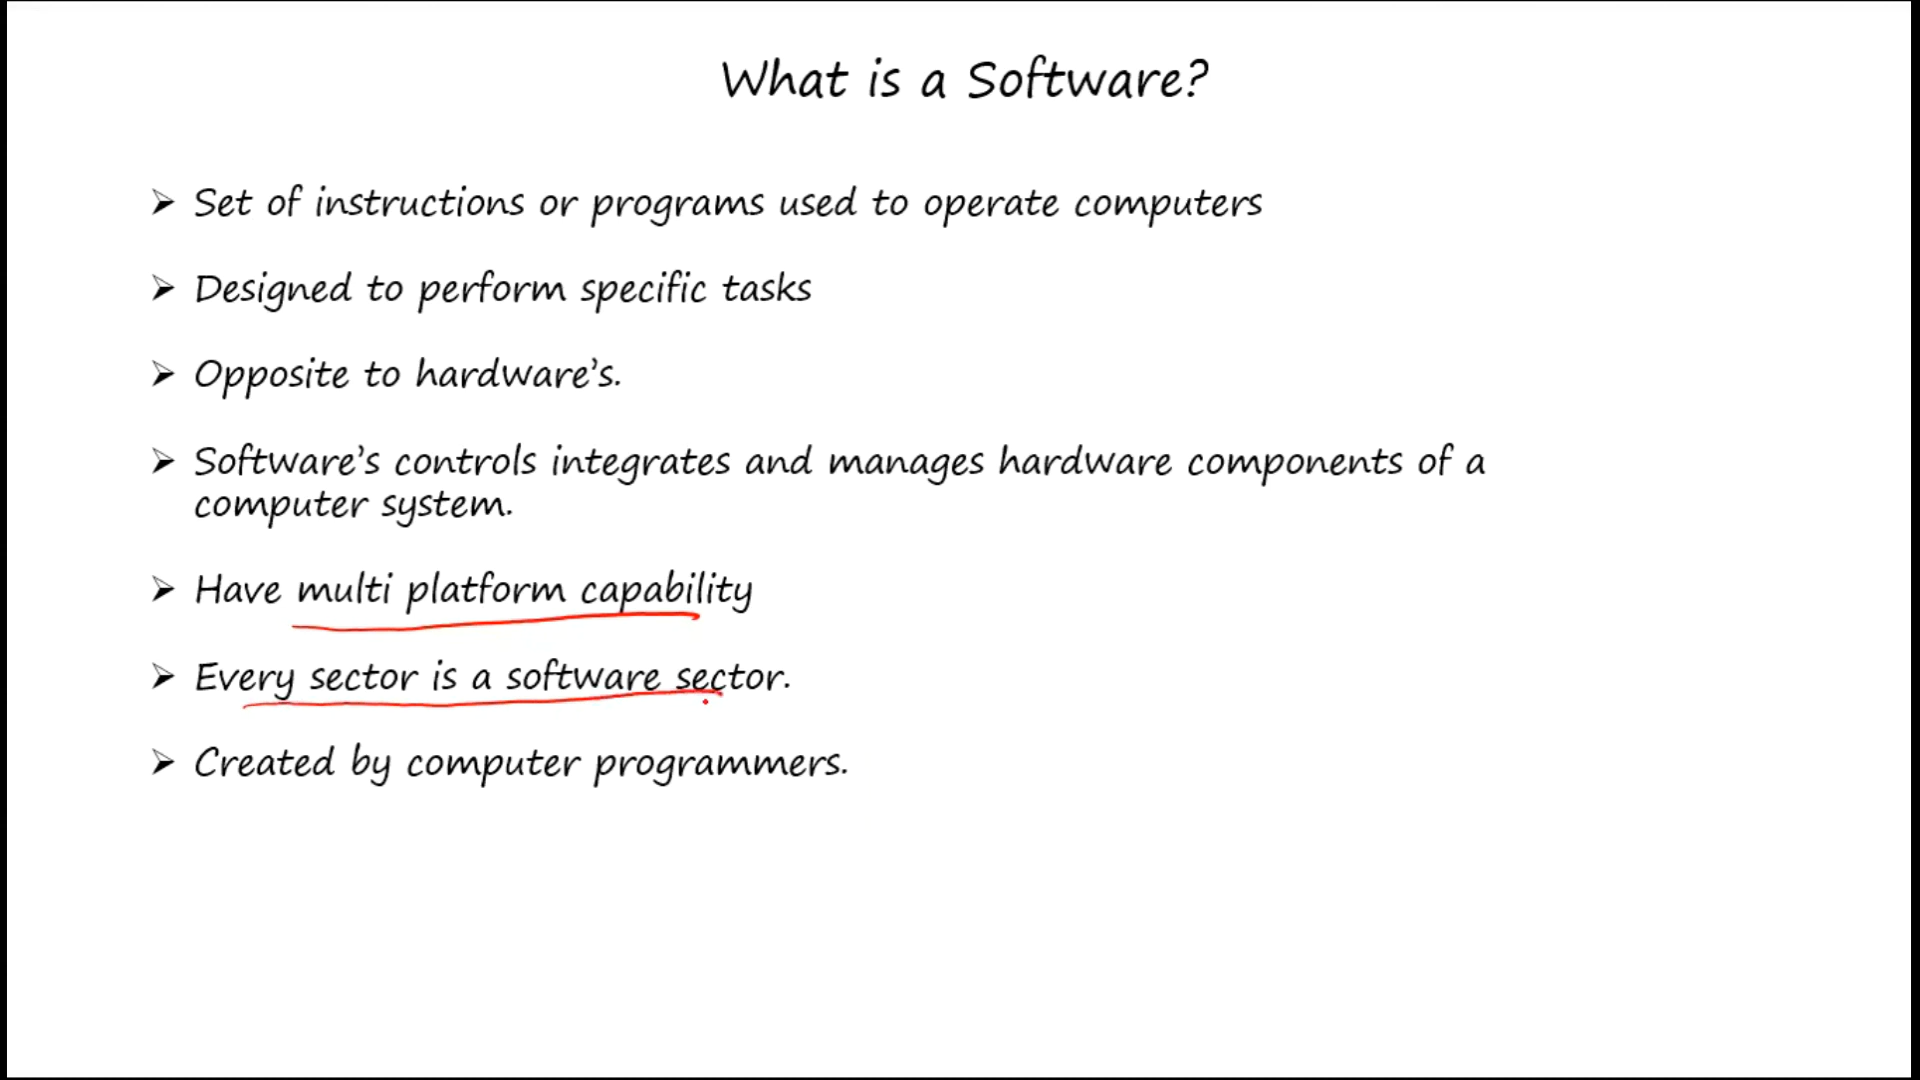 What is a Software?
➢ Set of instructions or programs used to operate computers
➢ Designed to perform specific tasks
➢ Opposite to hardware’s.
➢ Software’s controls integrates and manages hardware components of a
computer system.
➢ Have multi platform capability
➢ Every sector is a software sector.
➢ Created by computer programmers.